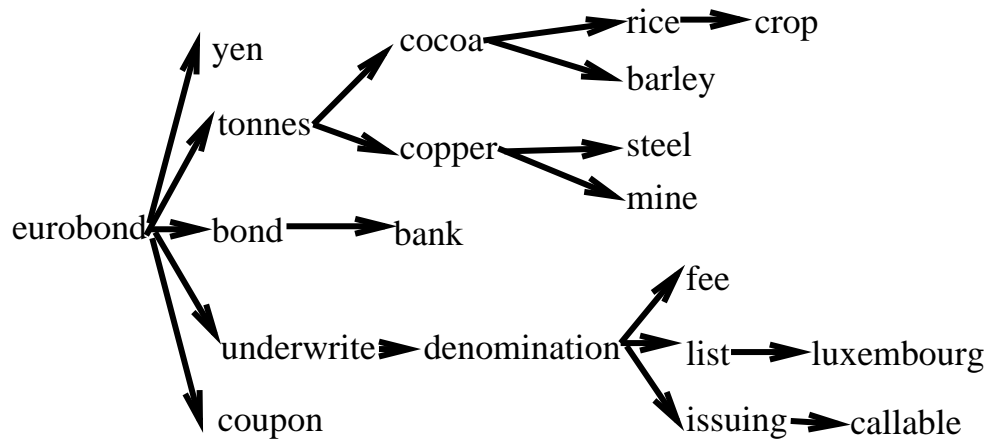 yen
tonnes
cocoa
rice
crop
barley
copper
steel
mine
eurobond
bond
bank
underwrite
denomination
fee
list
luxembourg
issuing
callable
coupon